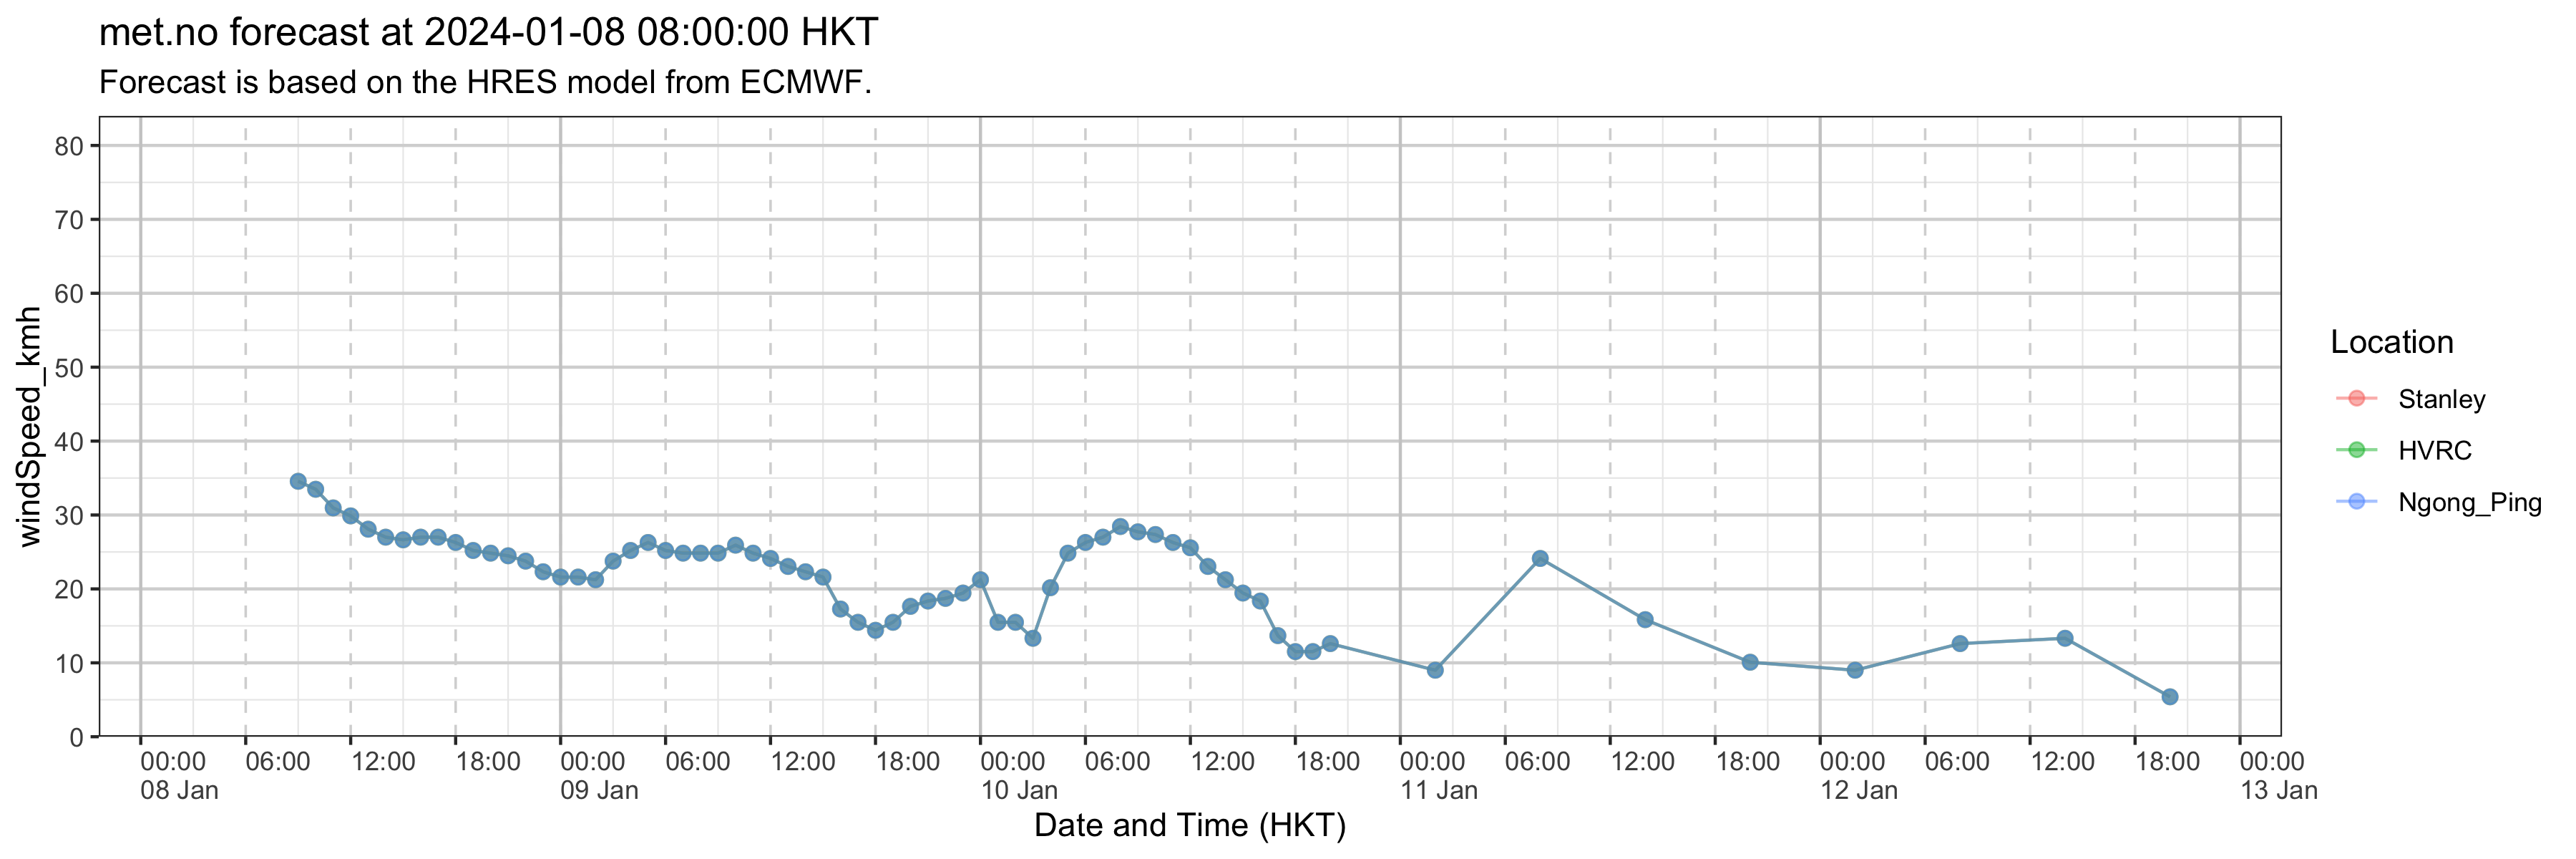 met.no forecast at 2024-01-08 08:00:00 HKT
Forecast is based on the HRES model from ECMWF.
windSpeed_kmh
80
70
60
50
40
30
20
10
0
00:00 06:00 12:00 18:00 00:00 06:00 12:00 18:00 00:00 06:00 12:00 18:00 00:00 06:00 12:00 18:00 00:00 06:00 12:00 18:00 00:00
08 Jan 09 Jan 10 Jan 11 Jan 12 Jan 13 Jan
Date and Time (HKT)
Location
Stanley
HVRC
Ngong_Ping